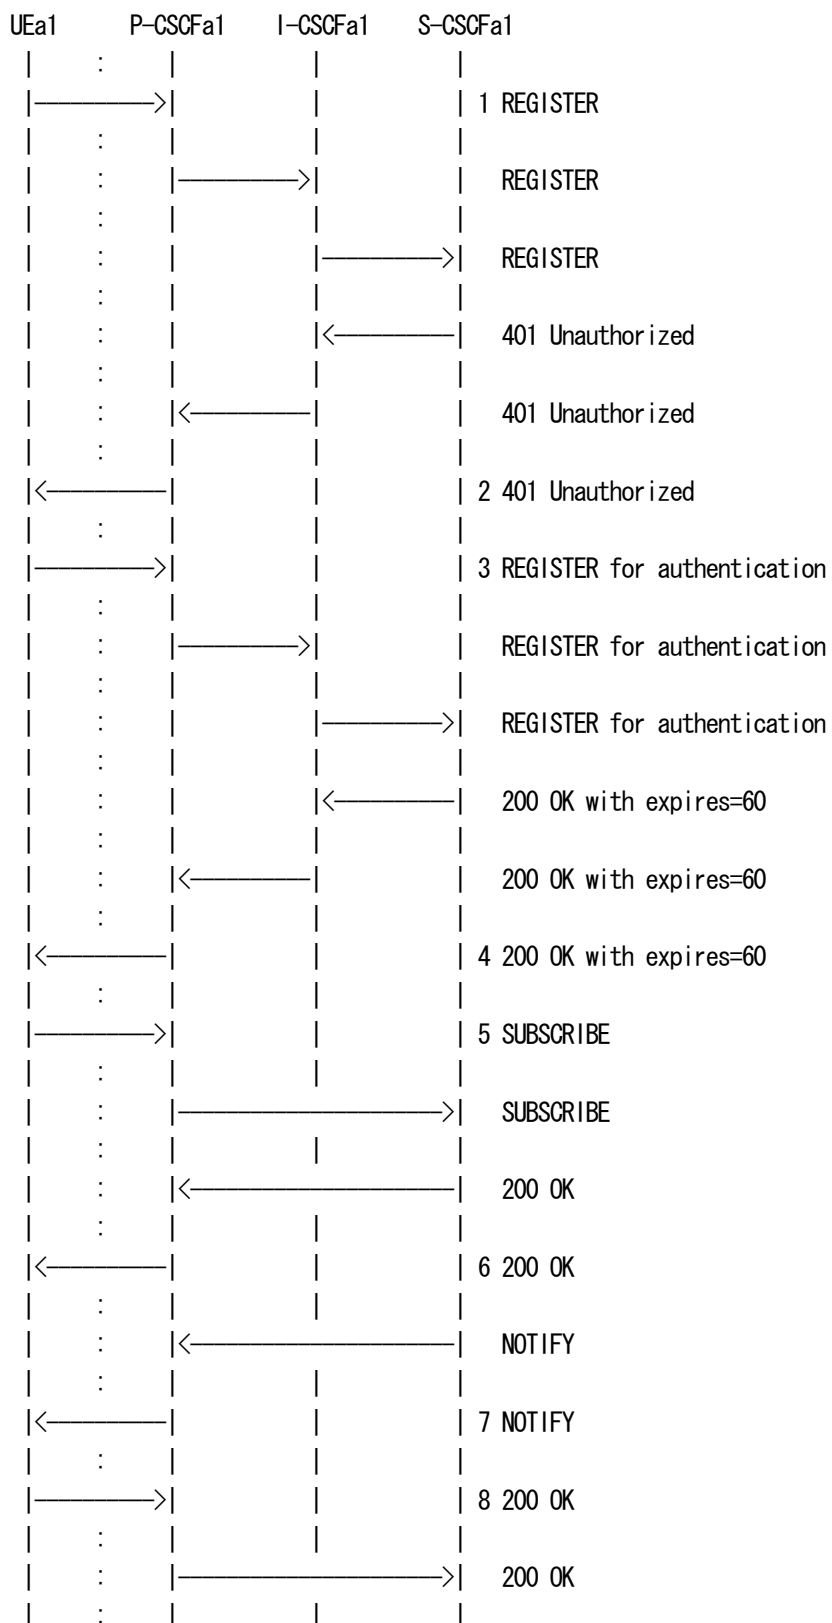 UEa1 P-CSCFa1 I-CSCFa1 S-CSCFa1
1 REGISTER
REGISTER
REGISTER
401 Unauthorized
401 Unauthorized
2 401 Unauthorized
3 REGISTER for authentication
REGISTER for authentication
REGISTER for authentication
200 OK with expires=60
200 OK with expires=60
4 200 OK with expires=60
5 SUBSCRIBE
SUBSCRIBE
200 OK
6 200 OK
NOTIFY
7 NOTIFY
8 200 OK
200 OK